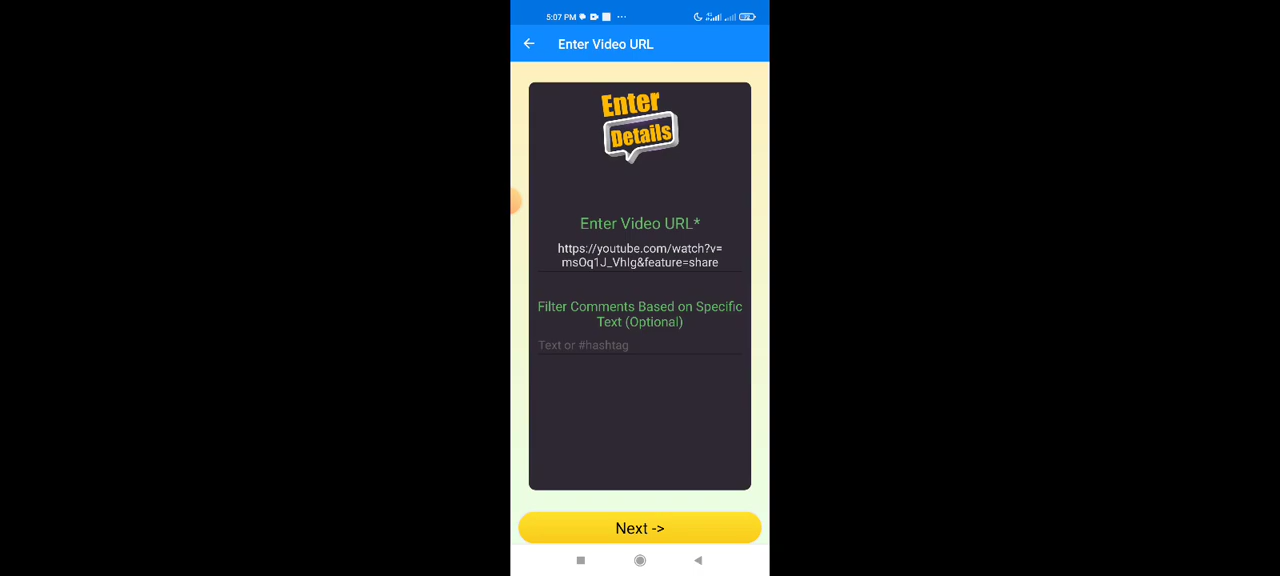 5:07 PM
Enter Video URL
Enter
Details
Enter Video URL*
https://youtube.com/watch?v=
msOq1J_VhIg&feature=share
Filter Comments Based on Specific
Text (Optional)
Text or #hashtag
Next ->